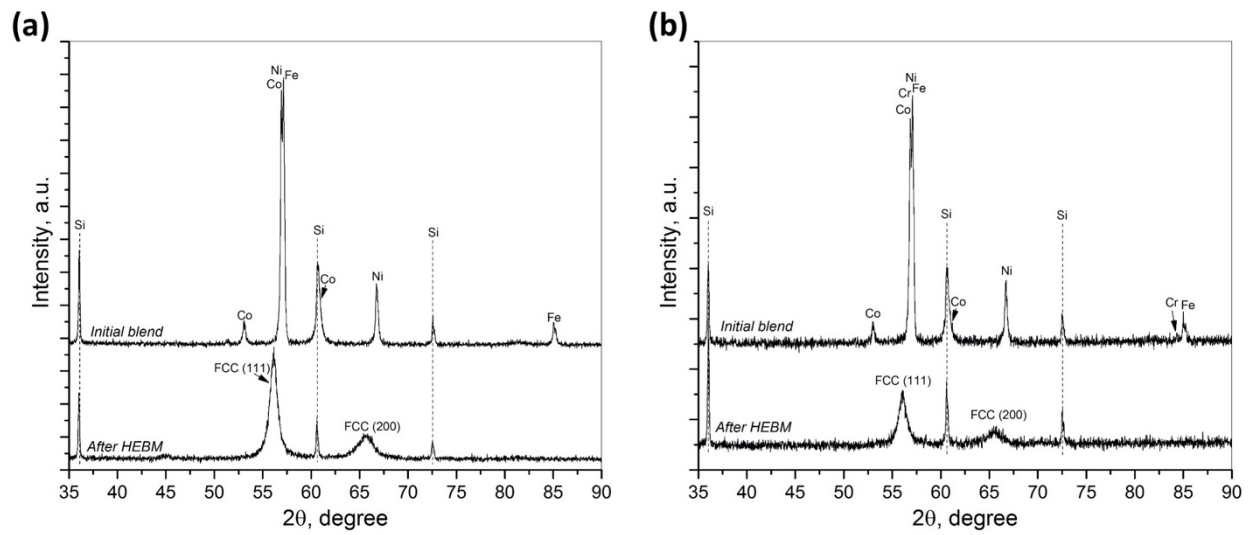 (a)
Intensity, a.u.
Ni
Co Fe
Si
Si
Si
Co
Co
Ni
Fe
Initial blend
FCC (111)
FCC (200)
After HEBM
35 40 45 50 55 60 65 70 75 80 85 90
2θ, degree
(b)
Intensity, a.u.
Ni
Cr Fe
Co
Si
Si
Si
Co
Co
Ni
Cr Fe
Initial blend
FCC (111)
FCC (200)
After HEBM
35 40 45 50 55 60 65 70 75 80 85 90
2θ, degree